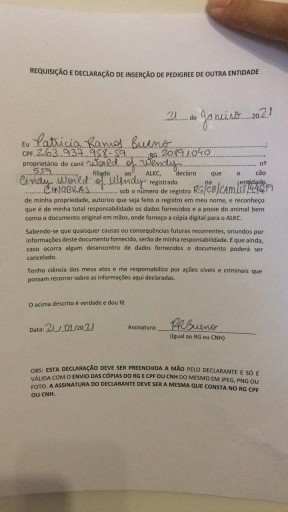 REQUISIÇÃO E DECLARAÇÃO DE INSERÇÃO DE PEDIGREE DE OUTRA ENTIDADE
21 de Janeiro 2021
Eu Patricia Ramos Bueno
CPF 263.937.958-59 RG 20191040
proprietário do canil World of Wendy nº
559 filiado ao ALKC, declaro que o cão
Cindy World of Wendy registrado na entidade
CINOBRAS sob o número de registro
de minha propriedade, autorizo que seja feito o registro em meu nome, e reconheço
que é de minha total responsabilidade os dados fornecidos e a posse do animal bem
como o documento original em mãos, onde forneço a cópia digital para o ALKC.
Sabendo-se que quaisquer causas ou consequências futuras recorrentes, oriundos por
informações deste documento fornecido, serão de minha responsabilidade. E que ainda,
caso ocorra algum desencontro de dados fornecidos o documento poderá ser
cancelado.
Tenho ciência dos meus atos e me responsabilizo por ações cíveis e criminais que
possam recorrer sobre as informações aqui declaradas.
O acima descrito é verdade e dou fé
Data: 21/01/2021 Assinatura: PRBueno
(Igual ao RG ou CNH)
OBS: ESTA DECLARAÇÃO DEVE SER PREENCHIDA A MÃO PELO DECLARANTE E SÓ É
VÁLIDA COM O ENVIO DAS CÓPIAS DO RG E CPF OU CNH DO MESMO EM JPEG, PNG OU
FOTO. A ASSINATURA DO DECLARANTE DEVE SER A MESMA QUE CONSTA NO RG CPF
OU CNH.